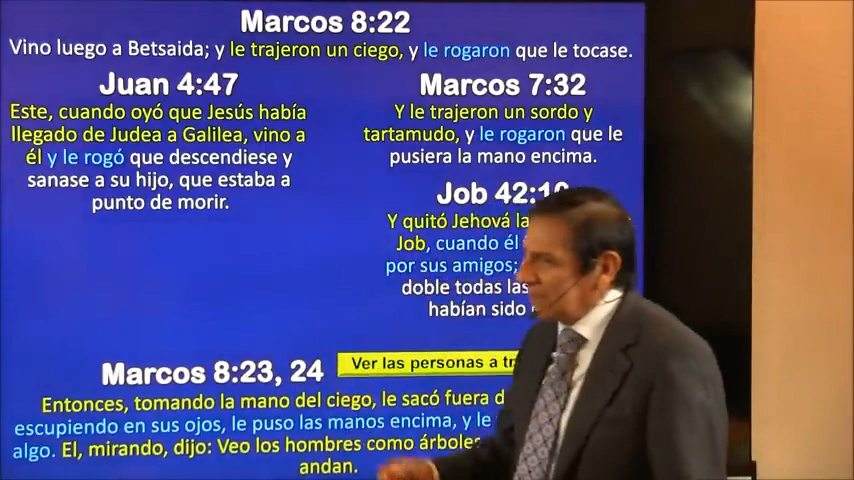 Marcos 8:22
Vino luego a Betsaida; y le trajeron un ciego, y le rogaron que le tocase.
Juan 4:47
Este, cuando oyó que Jesús había
llegado de Judea a Galilea, vino a
él y le rogó que descendiese y
sanase a su hijo, que estaba a
punto de morir.
Marcos 7:32
Y le trajeron un sordo y
tartamudo, y le rogaron que le
pusiera la mano encima.
Job 42:10
Y quitó Jehová la
Job, cuando él
por sus amigos;
doble todas las
habían sido
Ver las personas a
Marcos 8:23, 24
Entonces, tomando la mano del ciego, le sacó fuera
escupiendo en sus ojos, le puso las manos encima, y le
algo. El, mirando, dijo: Veo los hombres como árboles
andan.